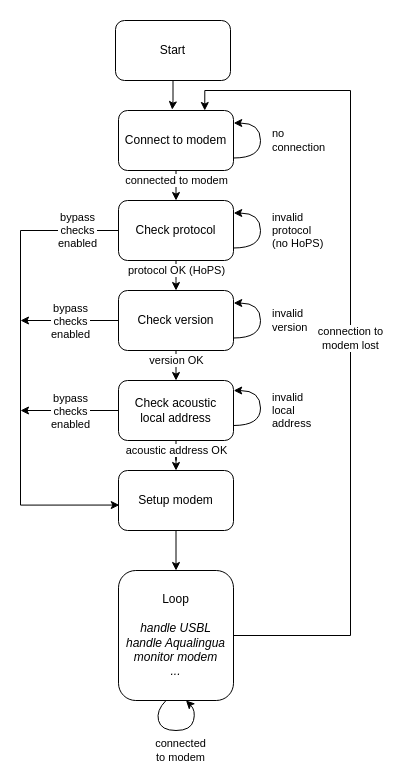 Start
Connect to modem
no
connection
connected to modem
bypass
checks
enabled
Check protocol
invalid
protocol
(no HoPS)
protocol OK (HoPS)
bypass
checks
enabled
Check version
invalid
version
connection to
modem lost
version OK
bypass
checks
enabled
Check acoustic
local address
invalid
local
address
acoustic address OK
Setup modem
Loop
handle USBL
handle Aqualingua
monitor modem
...
connected
to modem